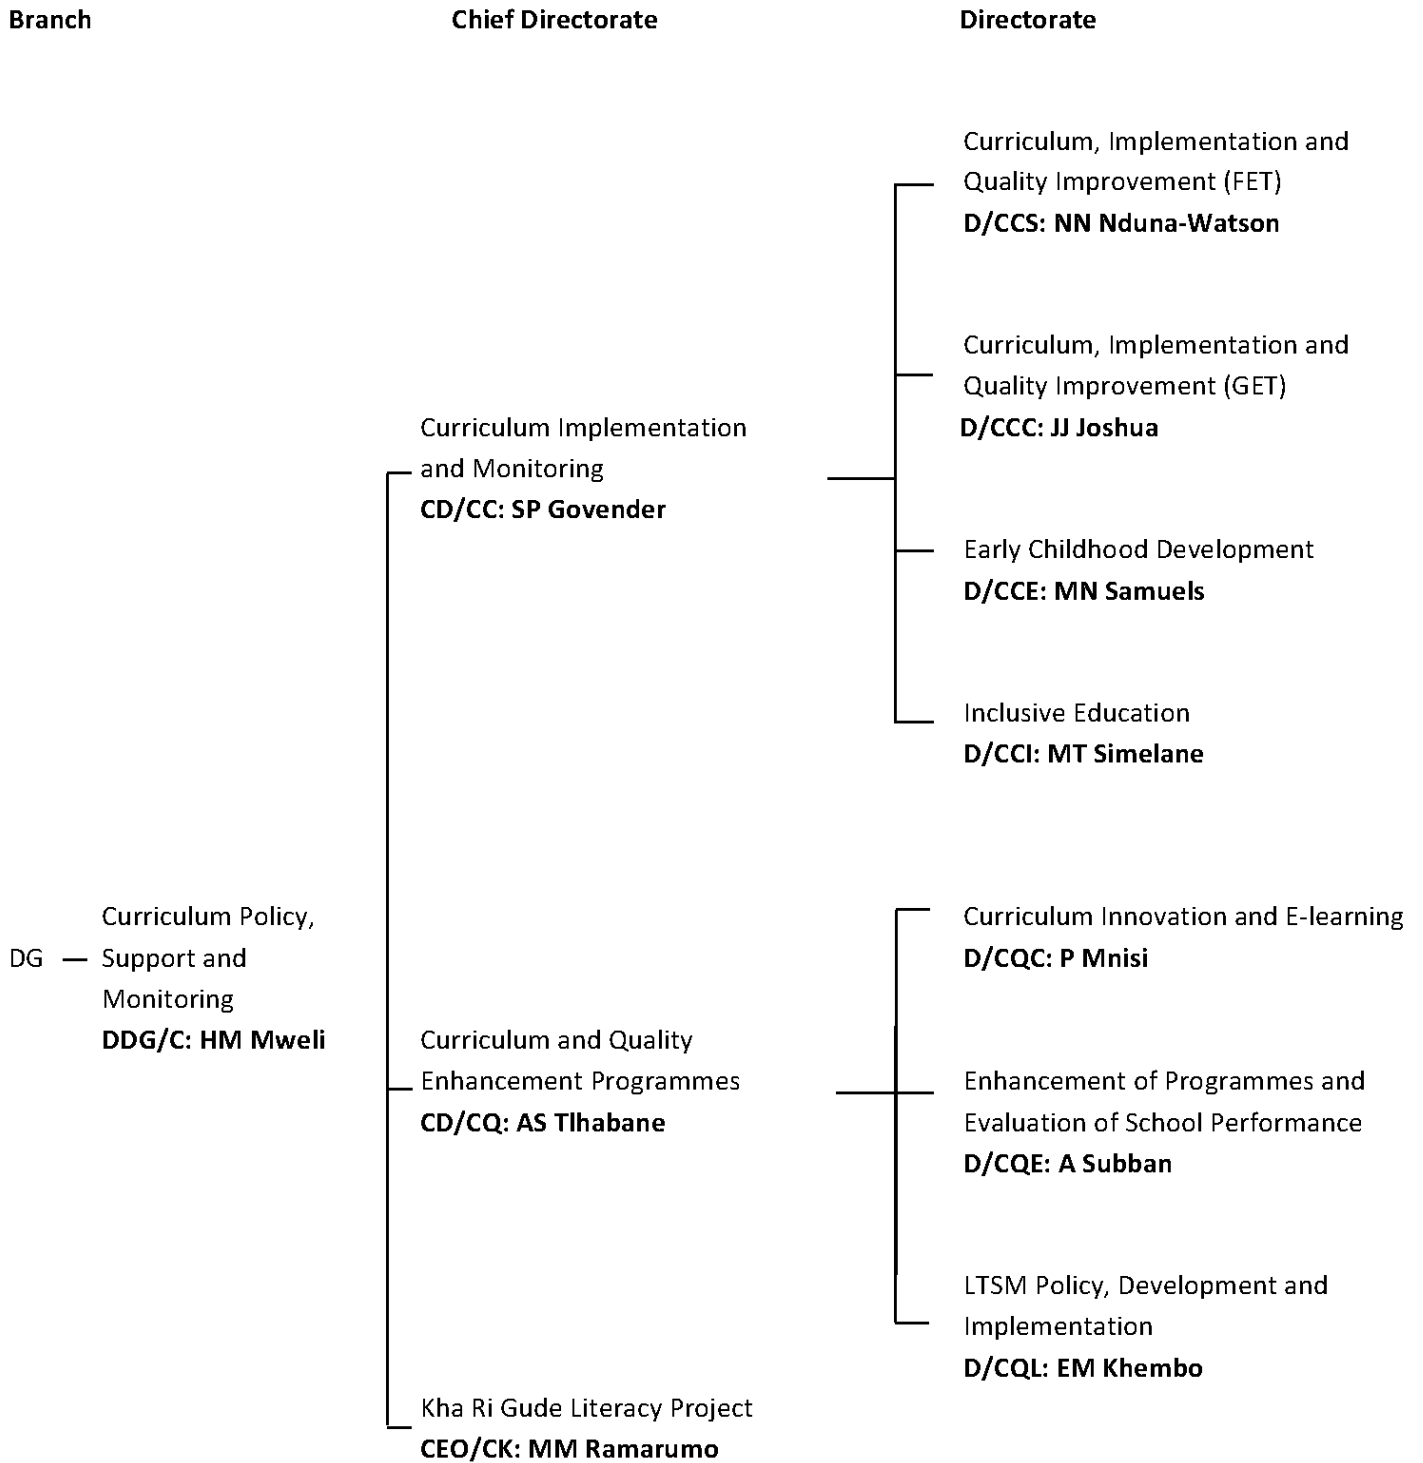 Branch
Chief Directorate
Directorate
Curriculum, Implementation and
Quality Improvement (FET)
D/CCS: NN Nduna-Watson
Curriculum, Implementation and
Quality Improvement (GET)
D/CCC: JJ Joshua
Curriculum Implementation
and Monitoring
CD/CC: SP Govender
Early Childhood Development
D/CCE: MN Samuels
Inclusive Education
D/CCI: MT Simelane
DG
Curriculum Policy,
Support and
Monitoring
DDG/C: HM Mweli
Curriculum Innovation and E-learning
D/CQC: P Mnisi
Curriculum and Quality
Enhancement Programmes
CD/CQ: AS Tlhabane
Enhancement of Programmes and
Evaluation of School Performance
D/CQE: A Subban
LTSM Policy, Development and
Implementation
D/CQL: EM Khembo
Kha Ri Gude Literacy Project
CEO/CK: MM Ramarumo